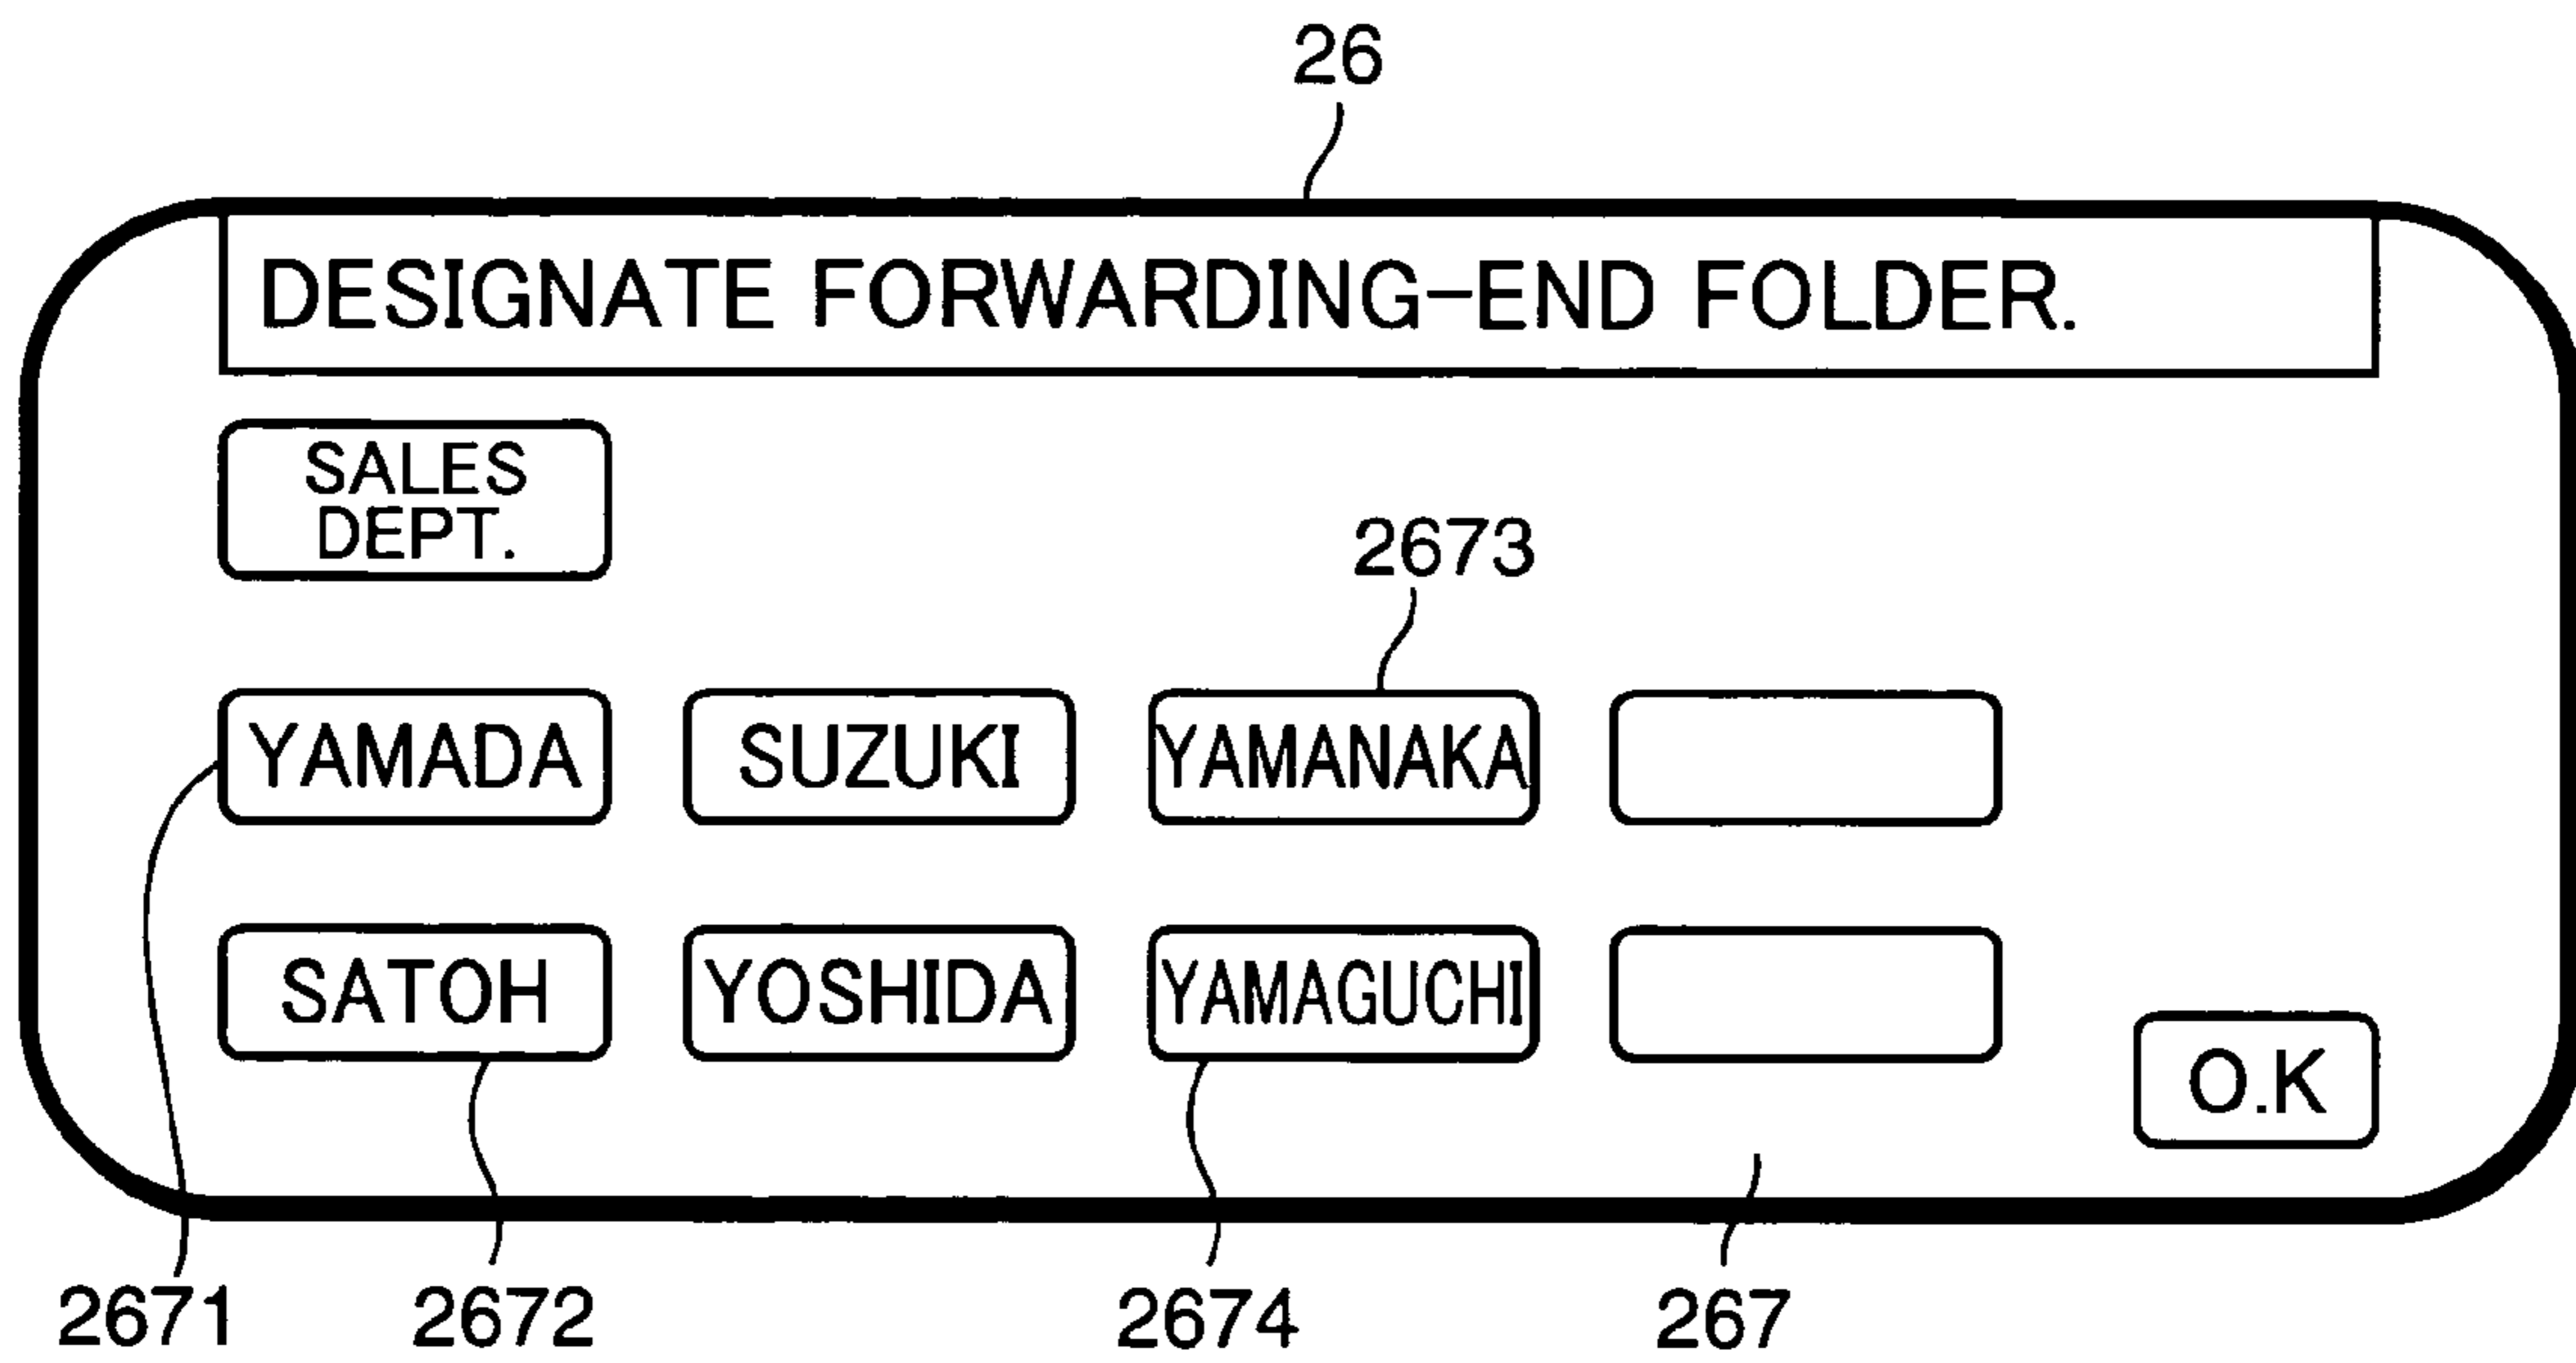 26
DESIGNATE FORWARDING-END FOLDER.
SALES
DEPT.
2673
YAMADA SUZUKI YAMANAKA
SATOH YOSHIDA YAMAGUCHI
O.K
2671 2672 2674 267